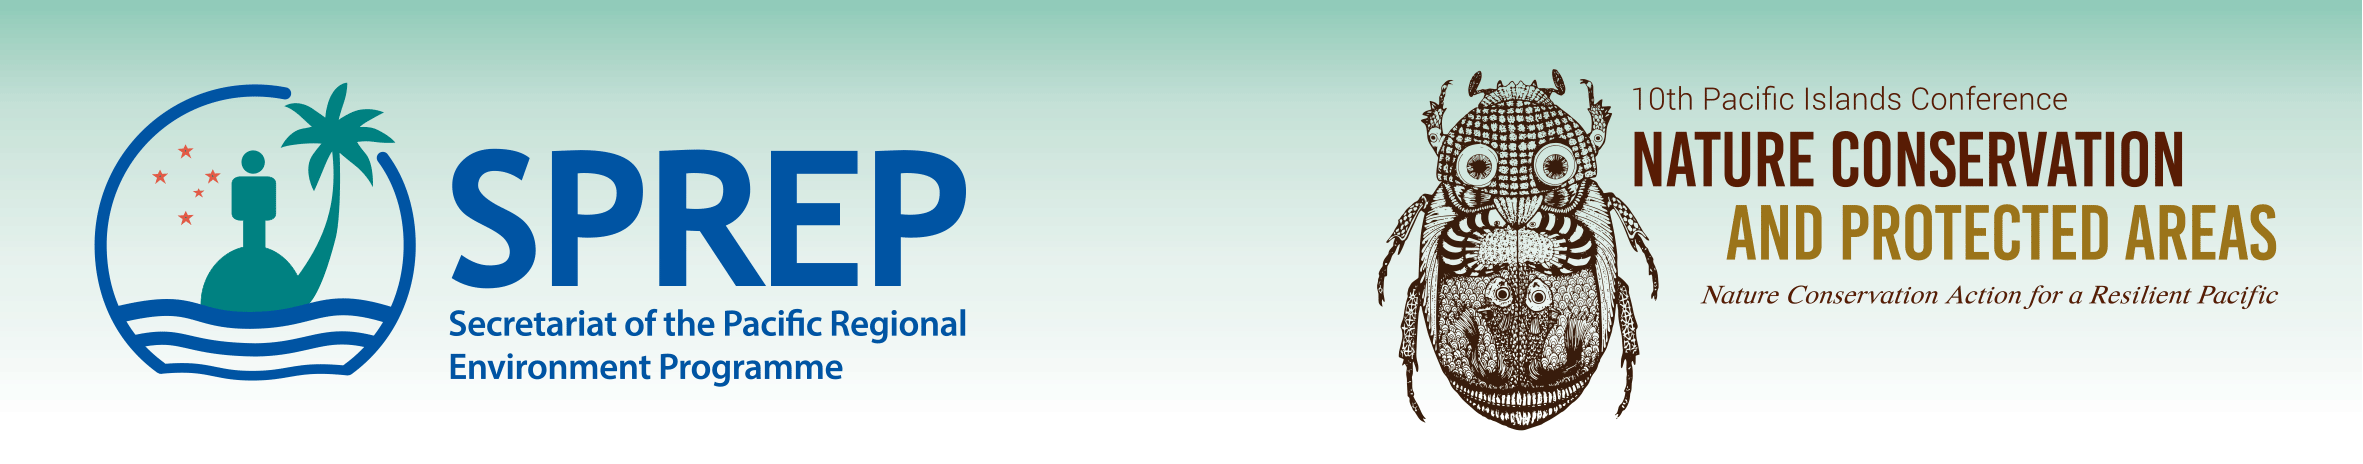 SPREP
Secretariat of the Pacific Regional
Environment Programme
10th Pacific Islands Conference
NATURE CONSERVATION
AND PROTECTED AREAS
Nature Conservation Action for a Resilient Pacific